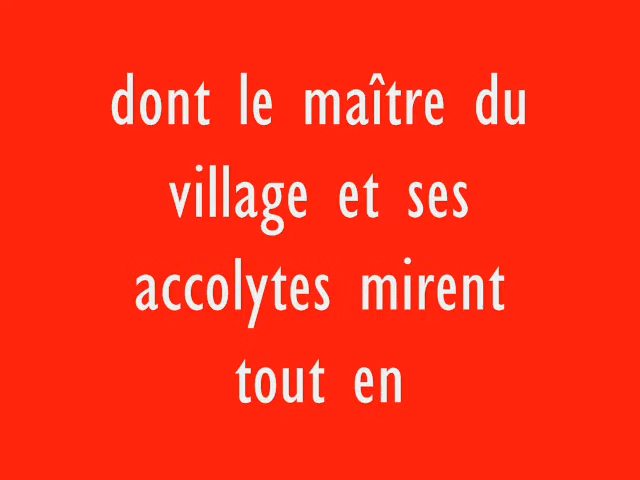 dont le maître du
village et ses
accolytes mirent
tout en